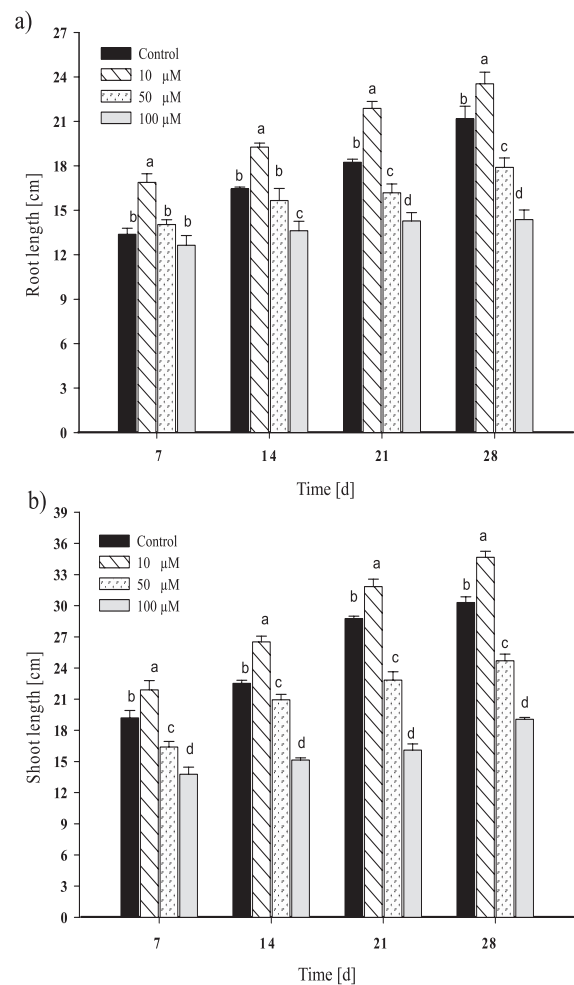 a)
27
24
21
18
15
12
9
6
3
0
Root length [cm]
Control
10 µM
50 µM
100 µM
b a b b
b a b c
b a c d
b a c d
7 14 21 28
Time [d]
b)
39
36
33
30
27
24
21
18
15
12
9
6
3
0
Shoot length [cm]
Control
10 µM
50 µM
100 µM
b a c d
b a c d
b a c d
b a c d
7 14 21 28
Time [d]